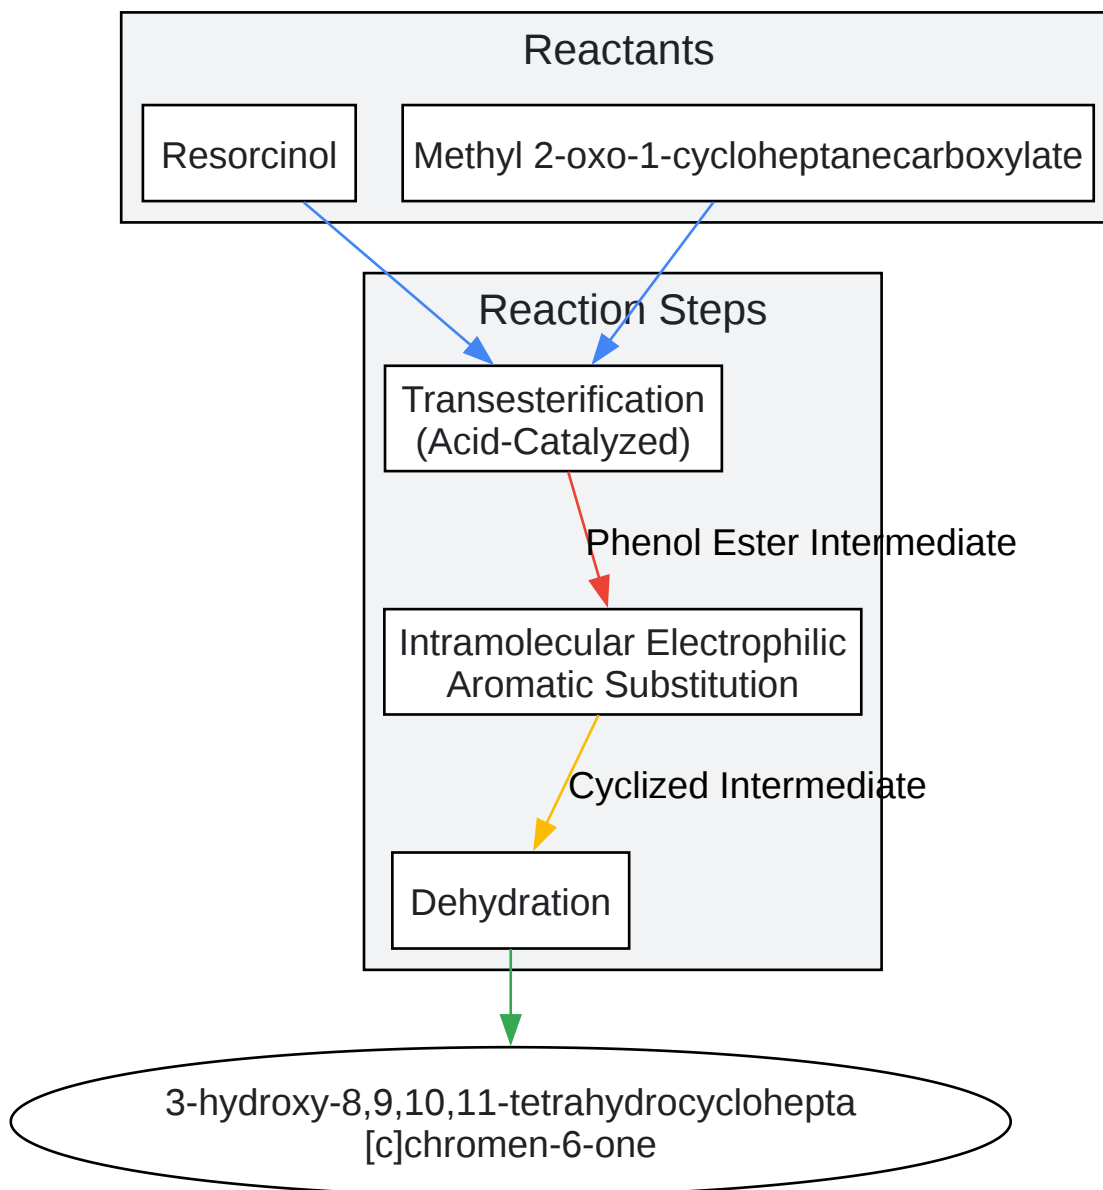 Reactants
Resorcinol
Methyl 2-oxo-1-cycloheptanecarboxylate
Reaction Steps
Transesterification
(Acid-Catalyzed)
Phenol Ester Intermediate
Intramolecular Electrophilic
Aromatic Substitution
Cyclized Intermediate
Dehydration
3-hydroxy-8,9,10,11-tetrahydrocyclohepta
[c]chromen-6-one